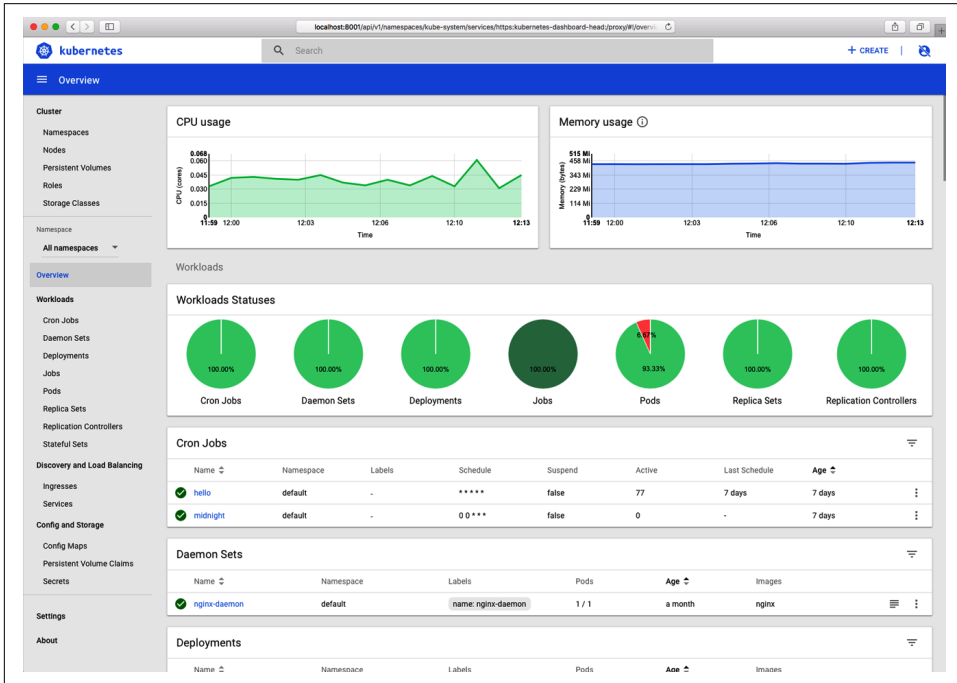 localhost:8001/api/v1/namespaces/kube-system/services/https:kubernetes-dashboard-head:/proxy/#!/overvi
kubernetes
Search
+ CREATE
Overview
Cluster
Namespaces
Nodes
Persistent Volumes
Roles
Storage Classes
Namespace
All namespaces
Overview
Workloads
Cron Jobs
Daemon Sets
Deployments
Jobs
Pods
Replica Sets
Replication Controllers
Stateful Sets
Discovery and Load Balancing
Ingresses
Services
Config and Storage
Config Maps
Persistent Volume Claims
Secrets
Settings
About
CPU usage
CPU (cores)
0.068
0.060
0.045
0.030
0.015
0
11:59 12:00 12:03 12:06 12:10 12:13
Time
Memory usage
Memory (bytes)
515 Mi
458 Mi
343 Mi
229 Mi
114 Mi
0
11:59 12:00 12:03 12:06 12:10 12:13
Time
Workloads
Workloads Statuses
100.00% 100.00% 100.00% 100.00% 6.67% 93.33% 100.00% 100.00%
Cron Jobs Daemon Sets Deployments Jobs Pods Replica Sets Replication Controllers
Cron Jobs
Name Namespace Labels Schedule Suspend Active Last Schedule Age
hello default - * * * * * false 77 7 days 7 days
midnight default - 0 0 * * * false 0 - 7 days
Daemon Sets
Name Namespace Labels Pods Age Images
nginx-daemon default name: nginx-daemon 1 / 1 a month nginx
Deployments
Name Namespace Labels Pods Age Images